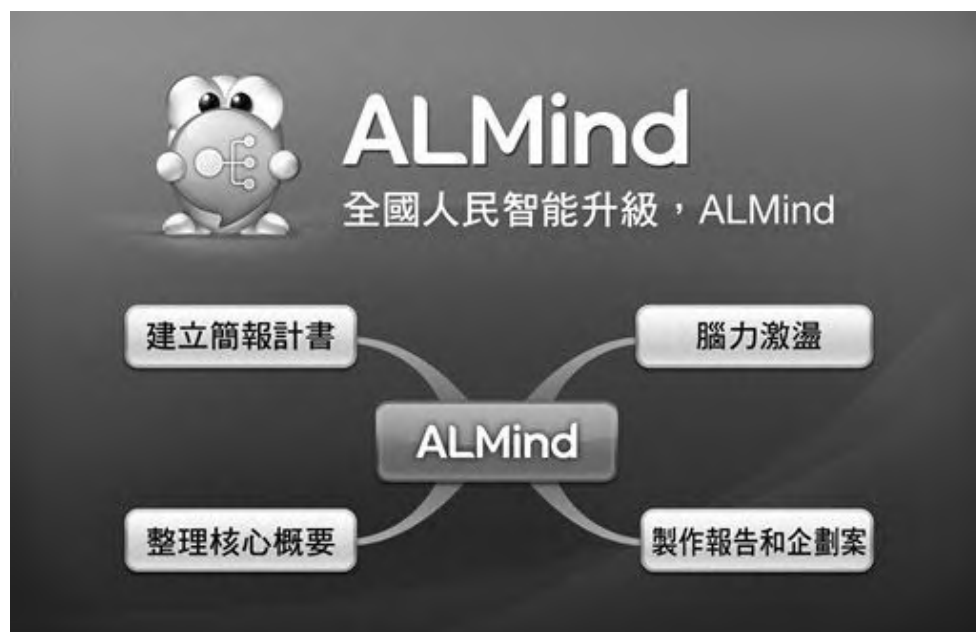 ALMind
全國人民智能升級，ALMind
建立簡報計書
腦力激盪
ALMind
整理核心概要
製作報告和企劃案